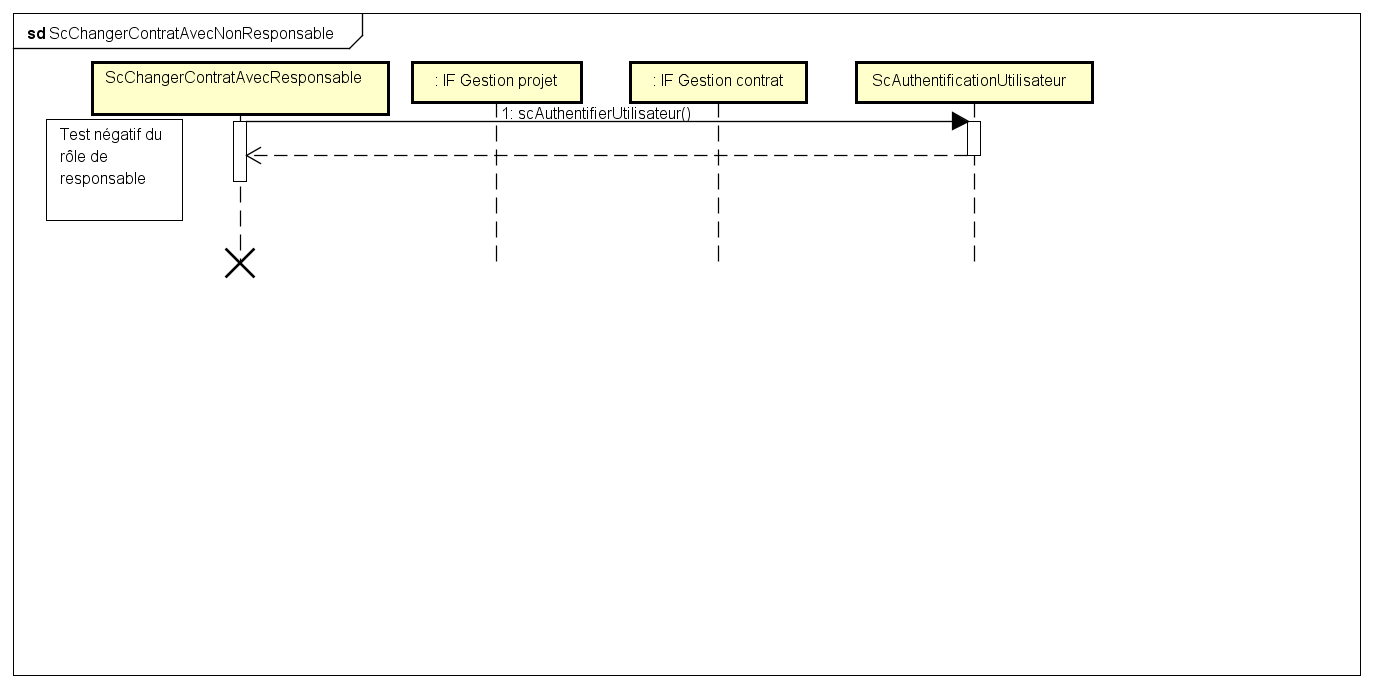 sd ScChangerContratAvecNonResponsable
ScChangerContratAvecResponsable
: IF Gestion projet
: IF Gestion contrat
ScAuthentificationUtilisateur
1: scAuthentifierUtilisateur()
Test négatif du
rôle de
responsable